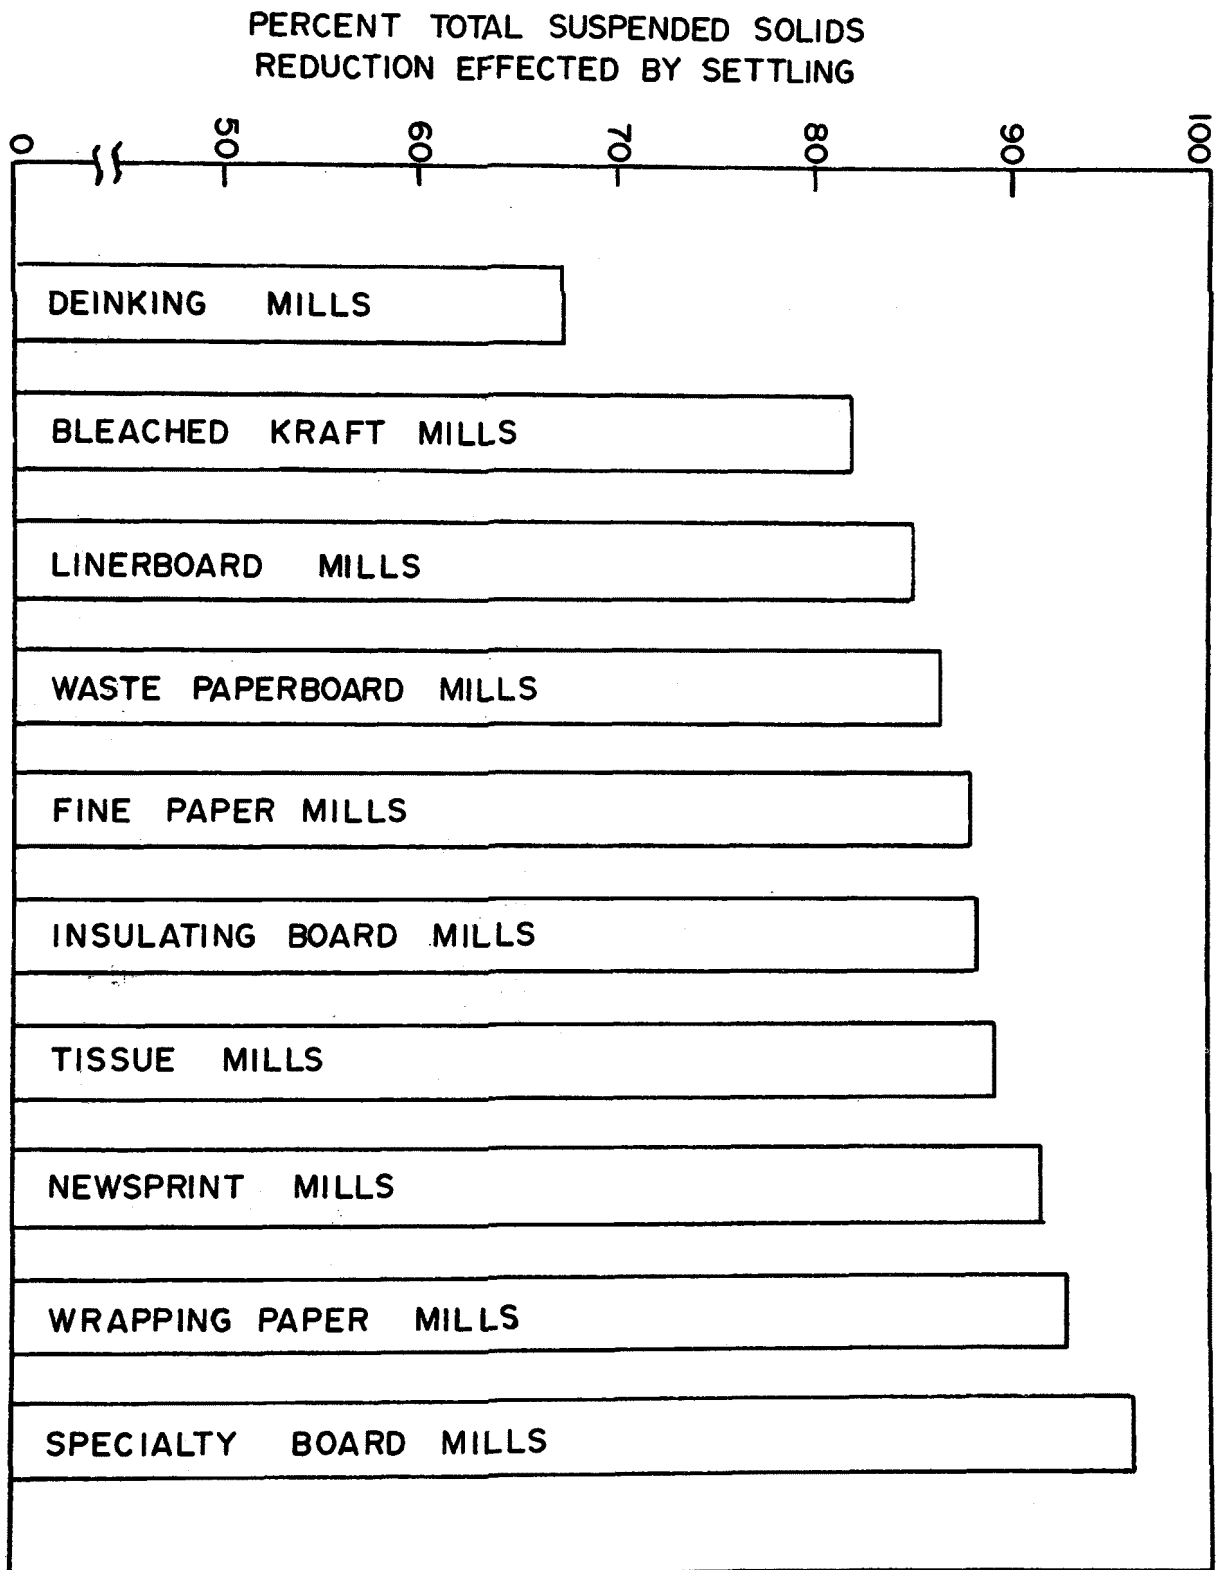 PERCENT TOTAL SUSPENDED SOLIDS
REDUCTION EFFECTED BY SETTLING
0 50 60 70 80 90 100
DEINKING MILLS
BLEACHED KRAFT MILLS
LINERBOARD MILLS
WASTE PAPERBOARD MILLS
FINE PAPER MILLS
INSULATING BOARD MILLS
TISSUE MILLS
NEWSPRINT MILLS
WRAPPING PAPER MILLS
SPECIALTY BOARD MILLS